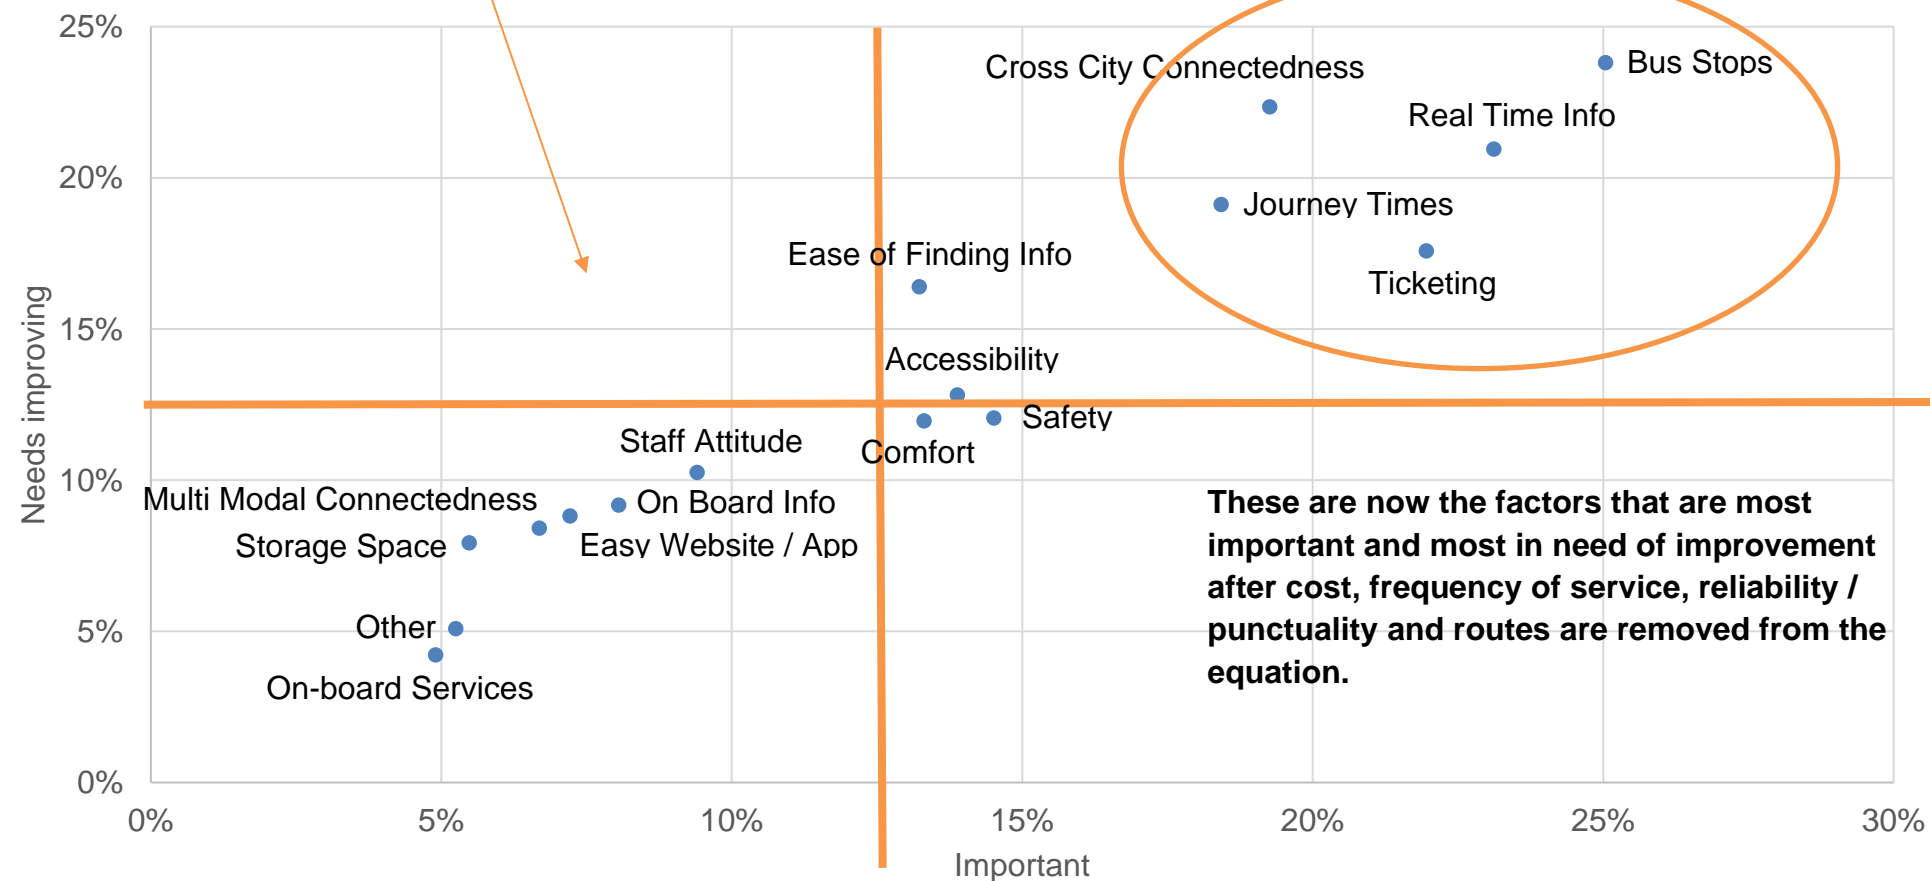 25%
Cross City Connectedness
Bus Stops
Real Time Info
20%
Journey Times
Ease of Finding Info
Ticketing
15%
Accessibility
Safety
Comfort
Staff Attitude
10%
Multi Modal Connectedness
On Board Info
Storage Space
Easy Website / App
These are now the factors that are most
important and most in need of improvement
after cost, frequency of service, reliability /
punctuality and routes are removed from the
equation.
5%
Other
On-board Services
0%
Needs improving
0%
5%
10%
15%
20%
25%
30%
Important